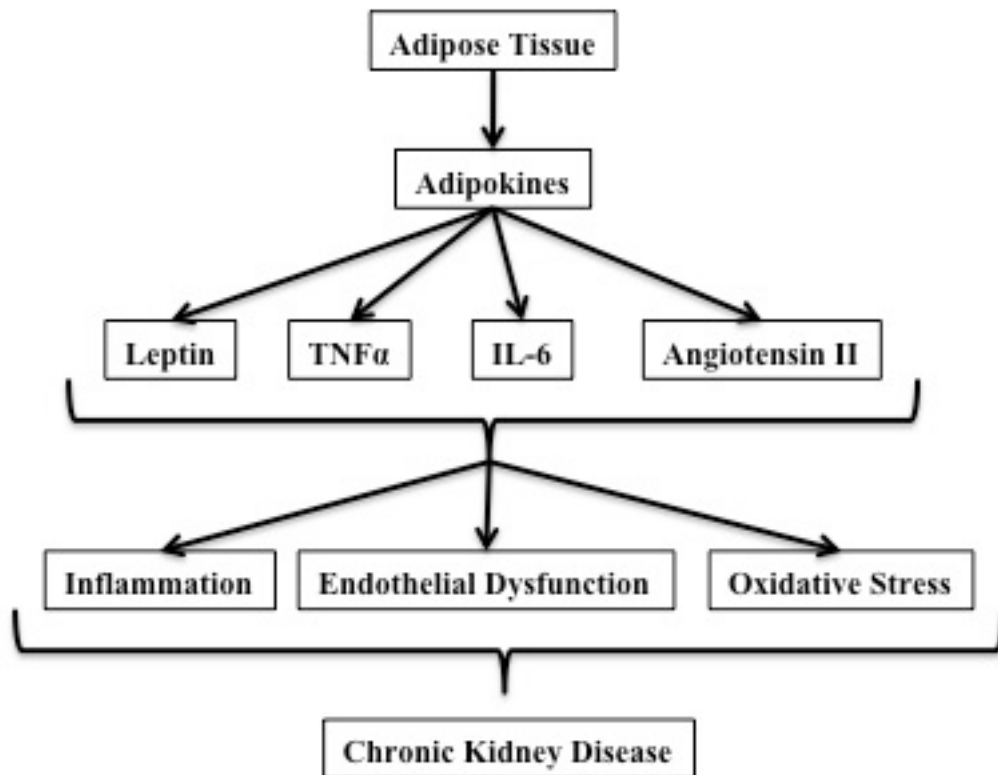 Adipose Tissue
Adipokines
Leptin
TNFα
IL-6
Angiotensin II
Inflammation
Endothelial Dysfunction
Oxidative Stress
Chronic Kidney Disease